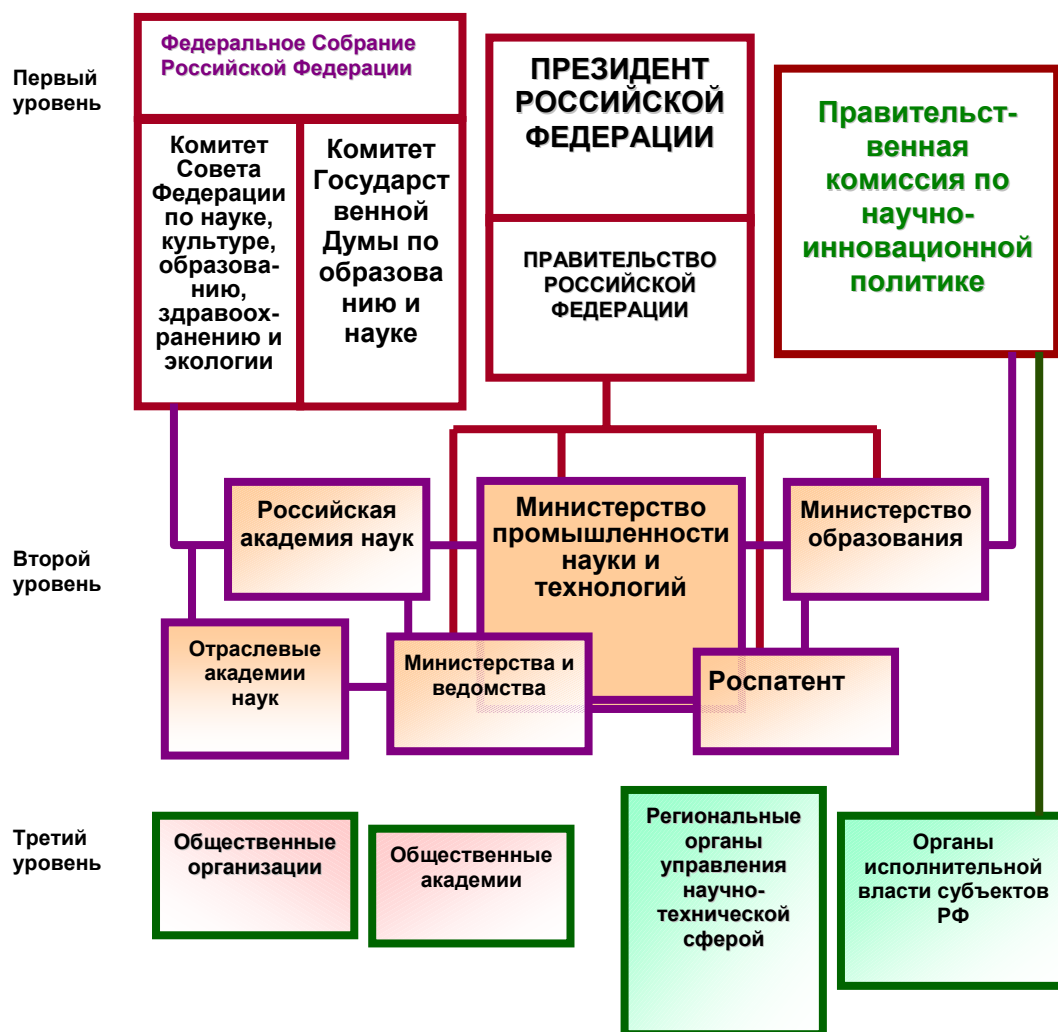 Первый
уровень
Федеральное Собрание
Российской Федерации
Комитет
Совета
Федерации
по науке,
культуре,
образова-
нию,
здравоох-
ранению и
экологии
Комитет
Государст
венной
Думы по
образова
нию и
науке
ПРЕЗИДЕНТ
РОССИЙСКОЙ
ФЕДЕРАЦИИ
ПРАВИТЕЛЬСТВО
РОССИЙСКОЙ
ФЕДЕРАЦИИ
Правительст-
венная
комиссия по
научно-
инновационной
политике
Второй
уровень
Российская
академия наук
Министерство
промышленности
науки и
технологий
Министерство
образования
Отраслевые
академии
наук
Министерства и
ведомства
Роспатент
Третий
уровень
Общественные
организации
Общественные
академии
Региональные
органы
управления
научно-
технической
сферой
Органы
исполнительной
власти субъектов
РФ